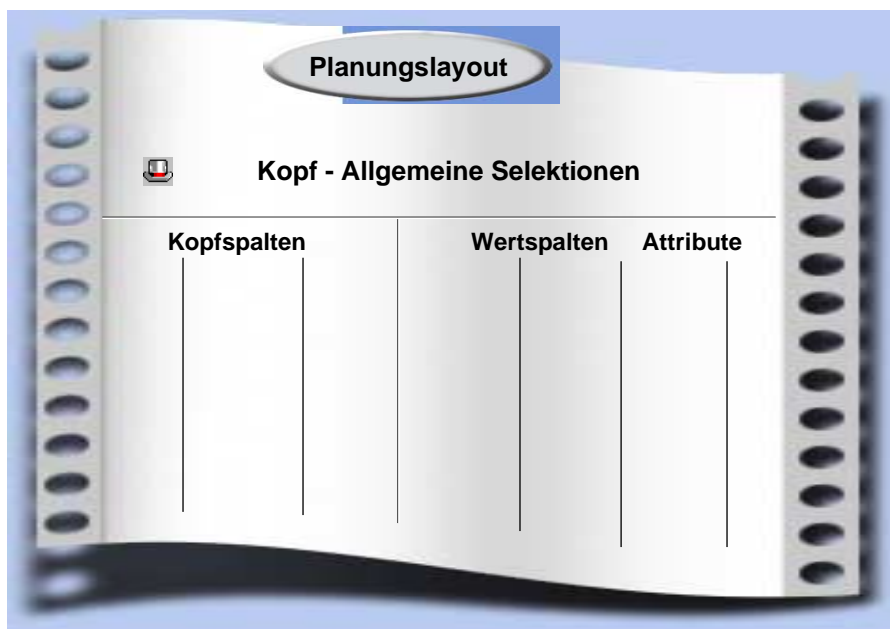 Planungslayout
Kopf - Allgemeine Selektionen
Kopfspalten Wertspalten Attribute